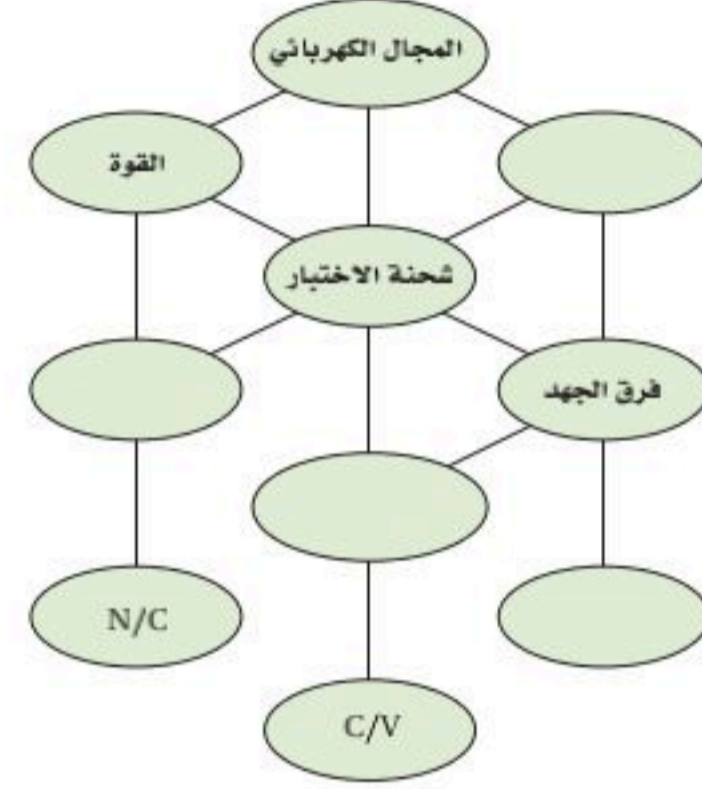 المجال الكهربائي
القوة
شحنة الاختبار
فرق الجهد
N/C
C/V